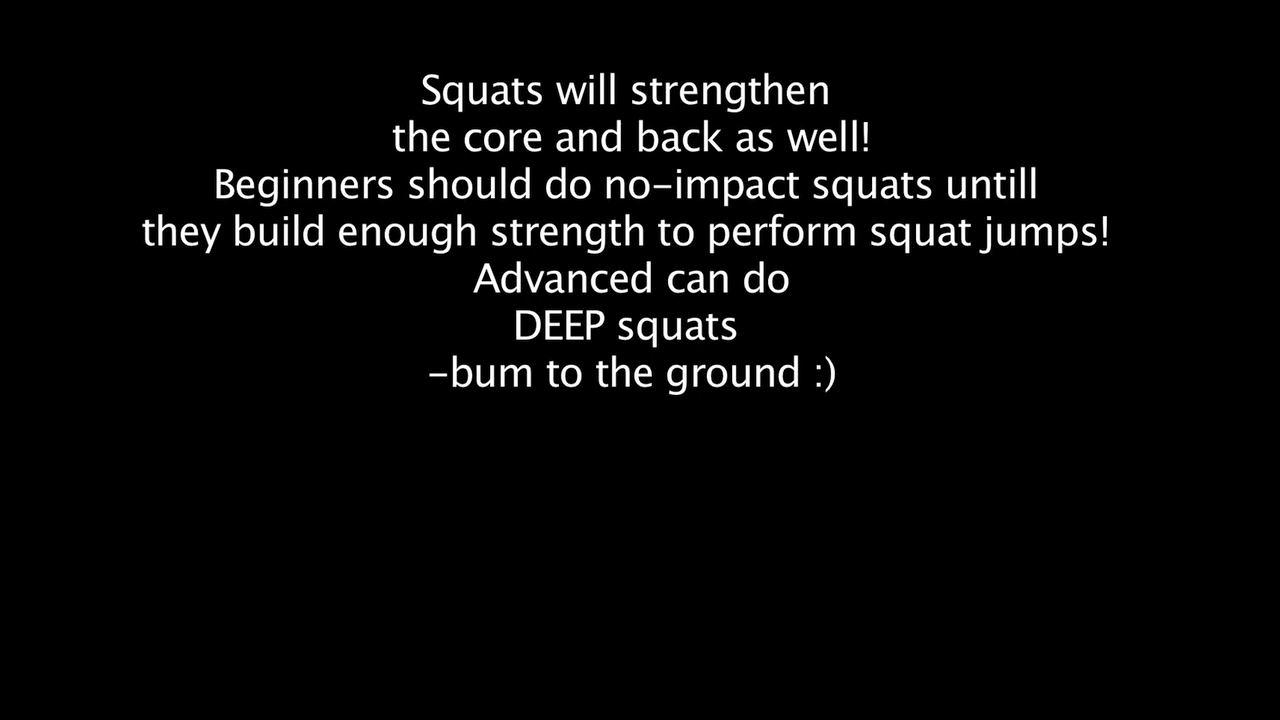 Squats will strengthen
the core and back as well!
Beginners should do no-impact squats untill
they build enough strength to perform squat jumps!
Advanced can do
DEEP squats
-bum to the ground :)